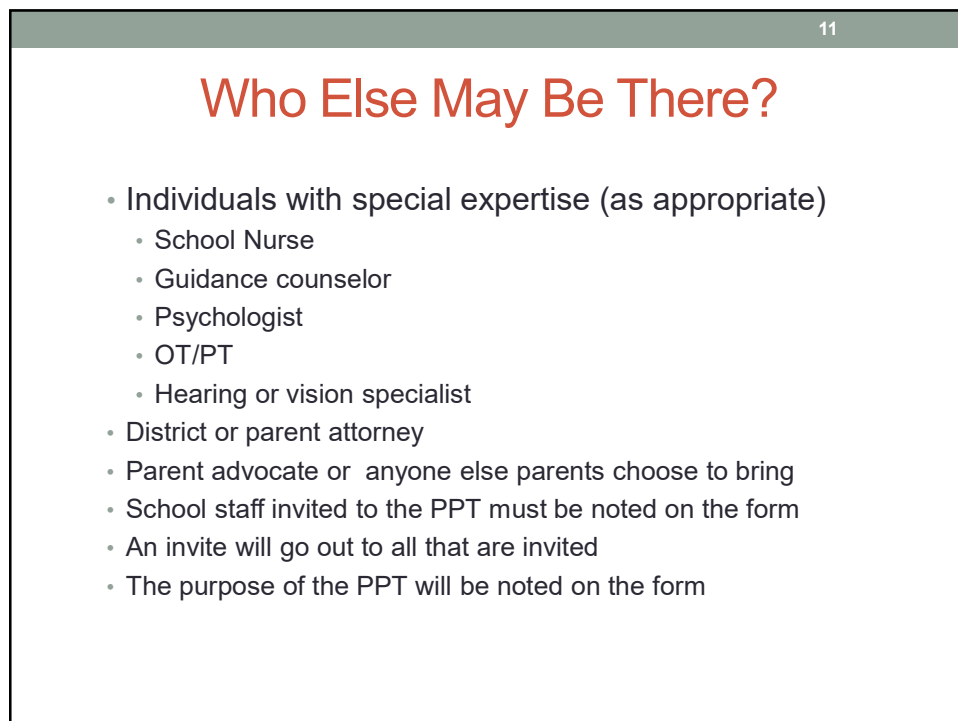 11
Who Else May Be There?
• Individuals with special expertise (as appropriate)
• School Nurse
• Guidance counselor
• Psychologist
• OT/PT
• Hearing or vision specialist
• District or parent attorney
• Parent advocate or  anyone else parents choose to bring
• School staff invited to the PPT must be noted on the form
• An invite will go out to all that are invited
• The purpose of the PPT will be noted on the form